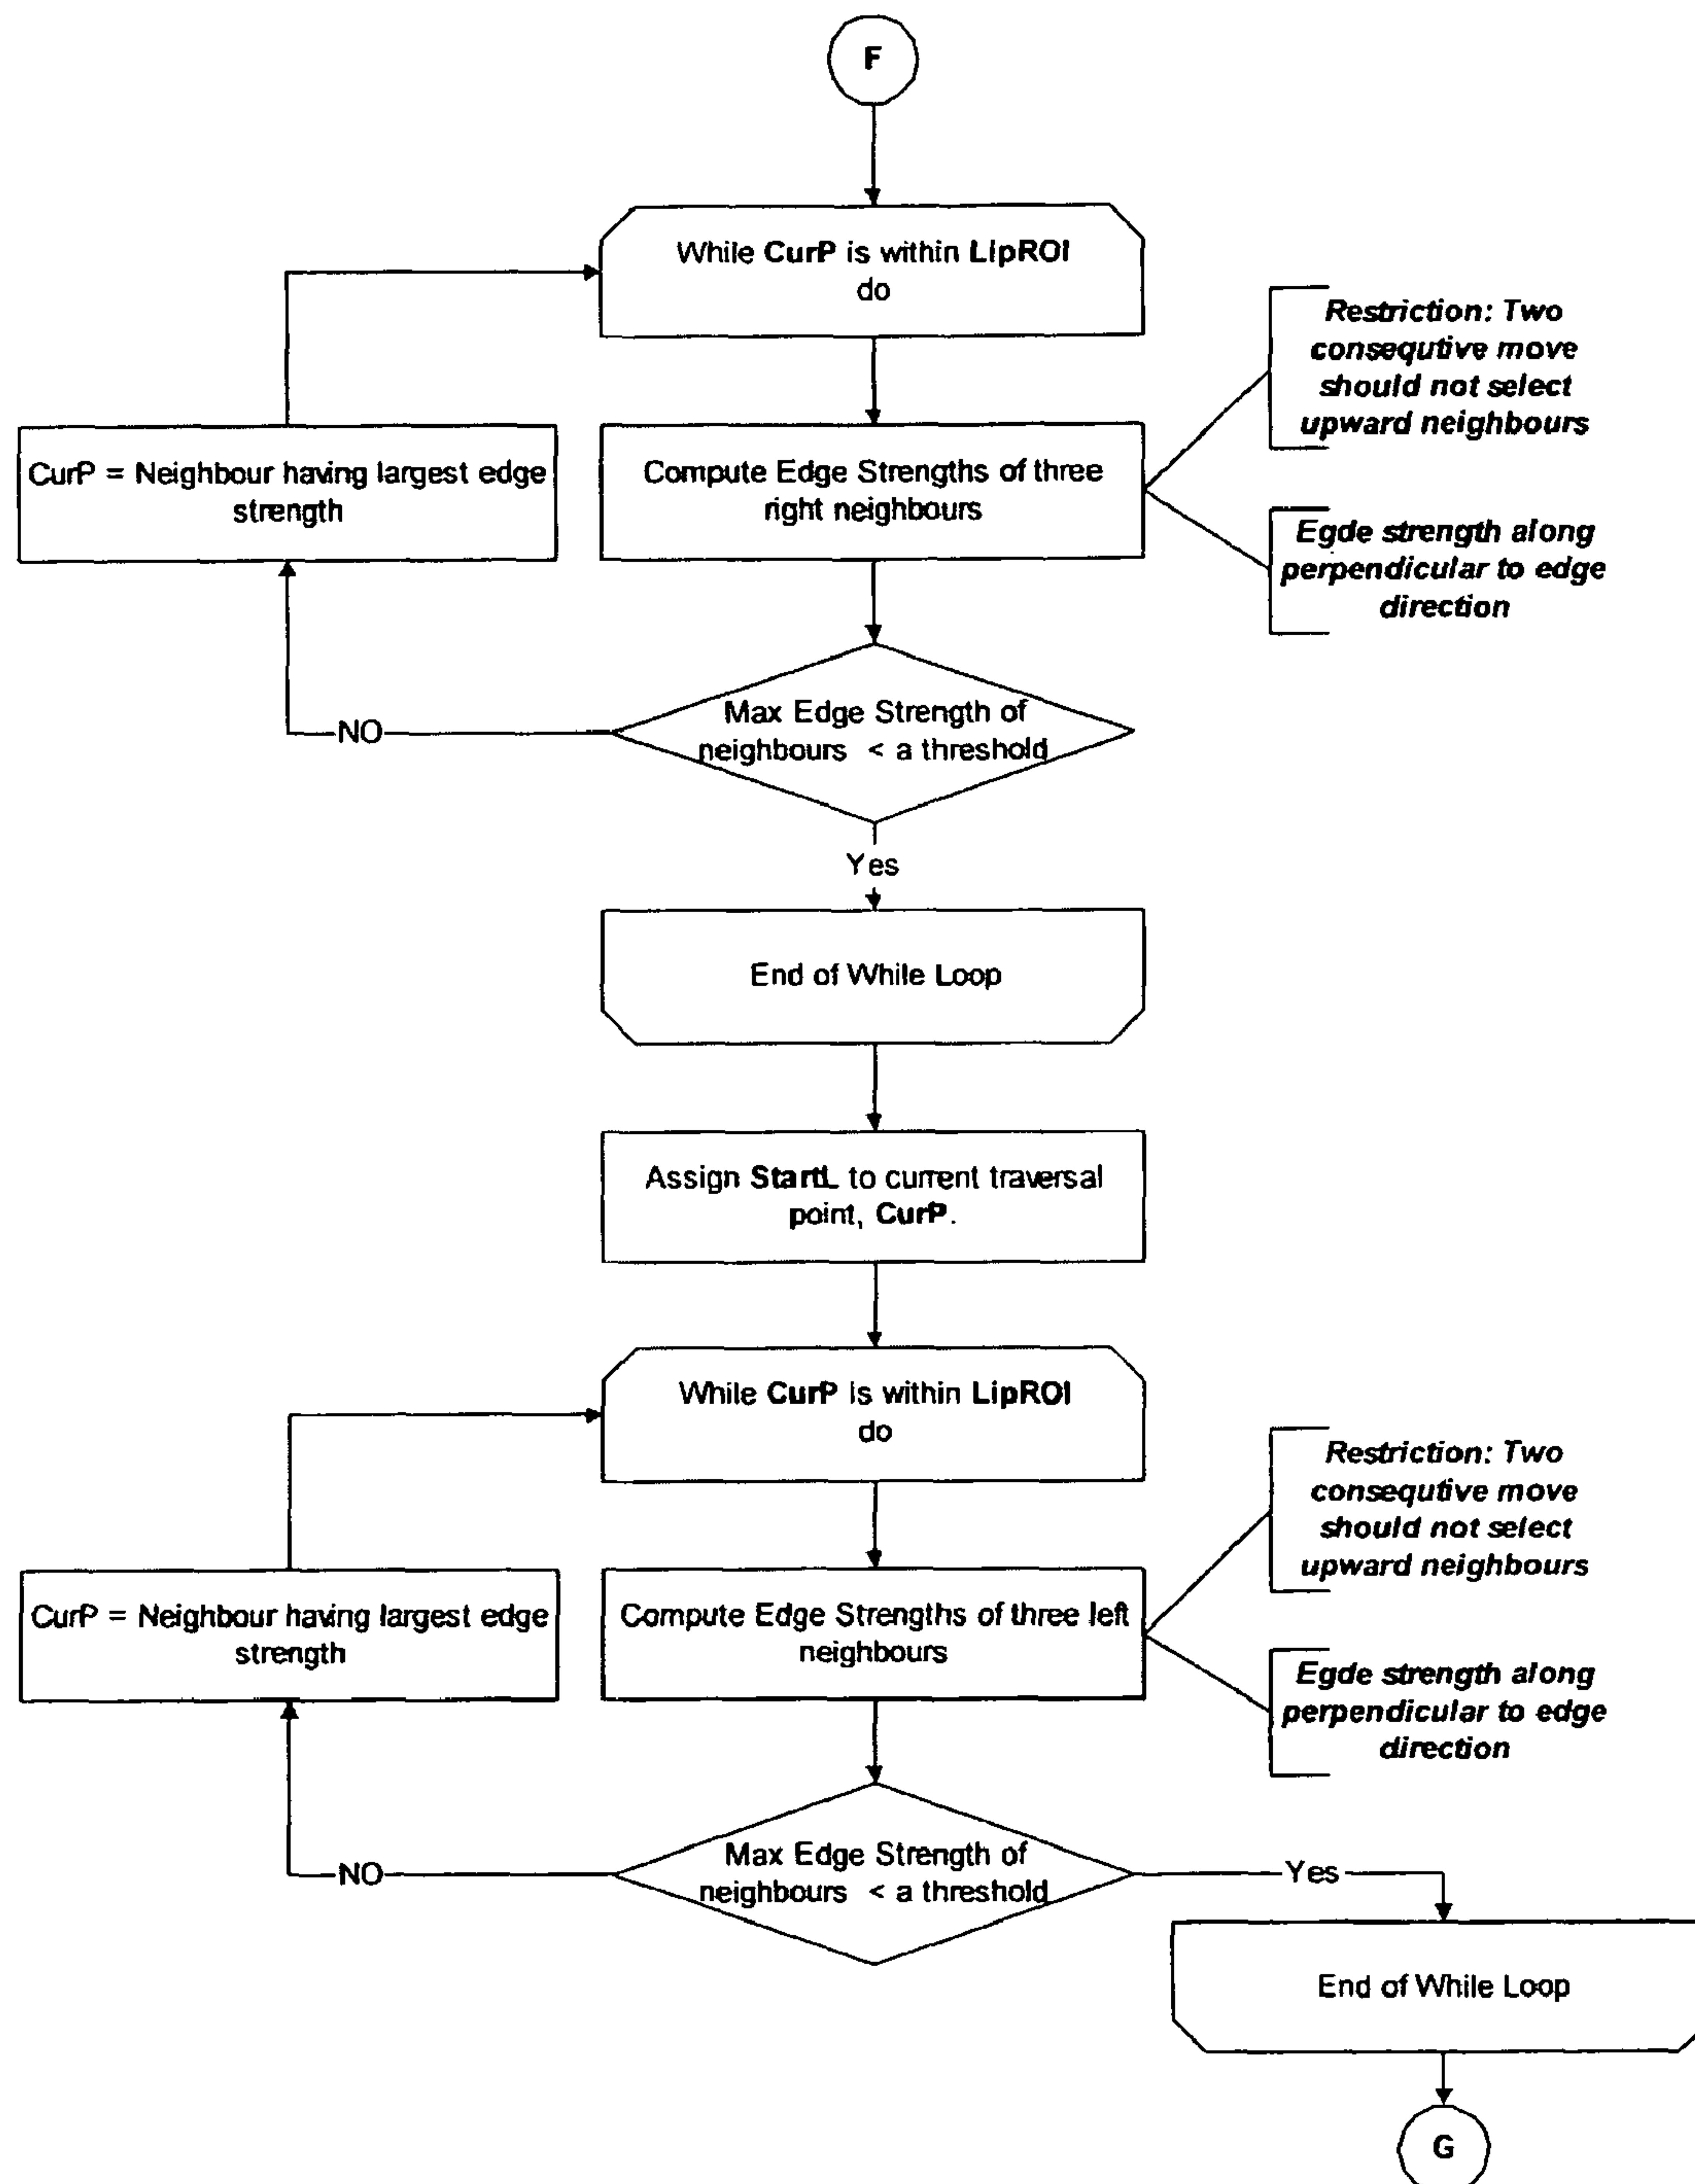 F
While CurP is within LipROI
do
Restriction: Two
consequtive move
should not select
upward neighbours
CurP = Neighbour having largest edge
strength
Compute Edge Strengths of three
right neighbours
Egde strength along
perpendicular to edge
direction
Max Edge Strength of
neighbours < a threshold
NO
Yes
End of While Loop
Assign StartL to current traversal
point, CurP.
While CurP is within LipROI
do
Restriction: Two
consequtive move
should not select
upward neighbours
CurP = Neighbour having largest edge
strength
Compute Edge Strengths of three left
neighbours
Egde strength along
perpendicular to edge
direction
Max Edge Strength of
neighbours < a threshold
NO
Yes
End of While Loop
G